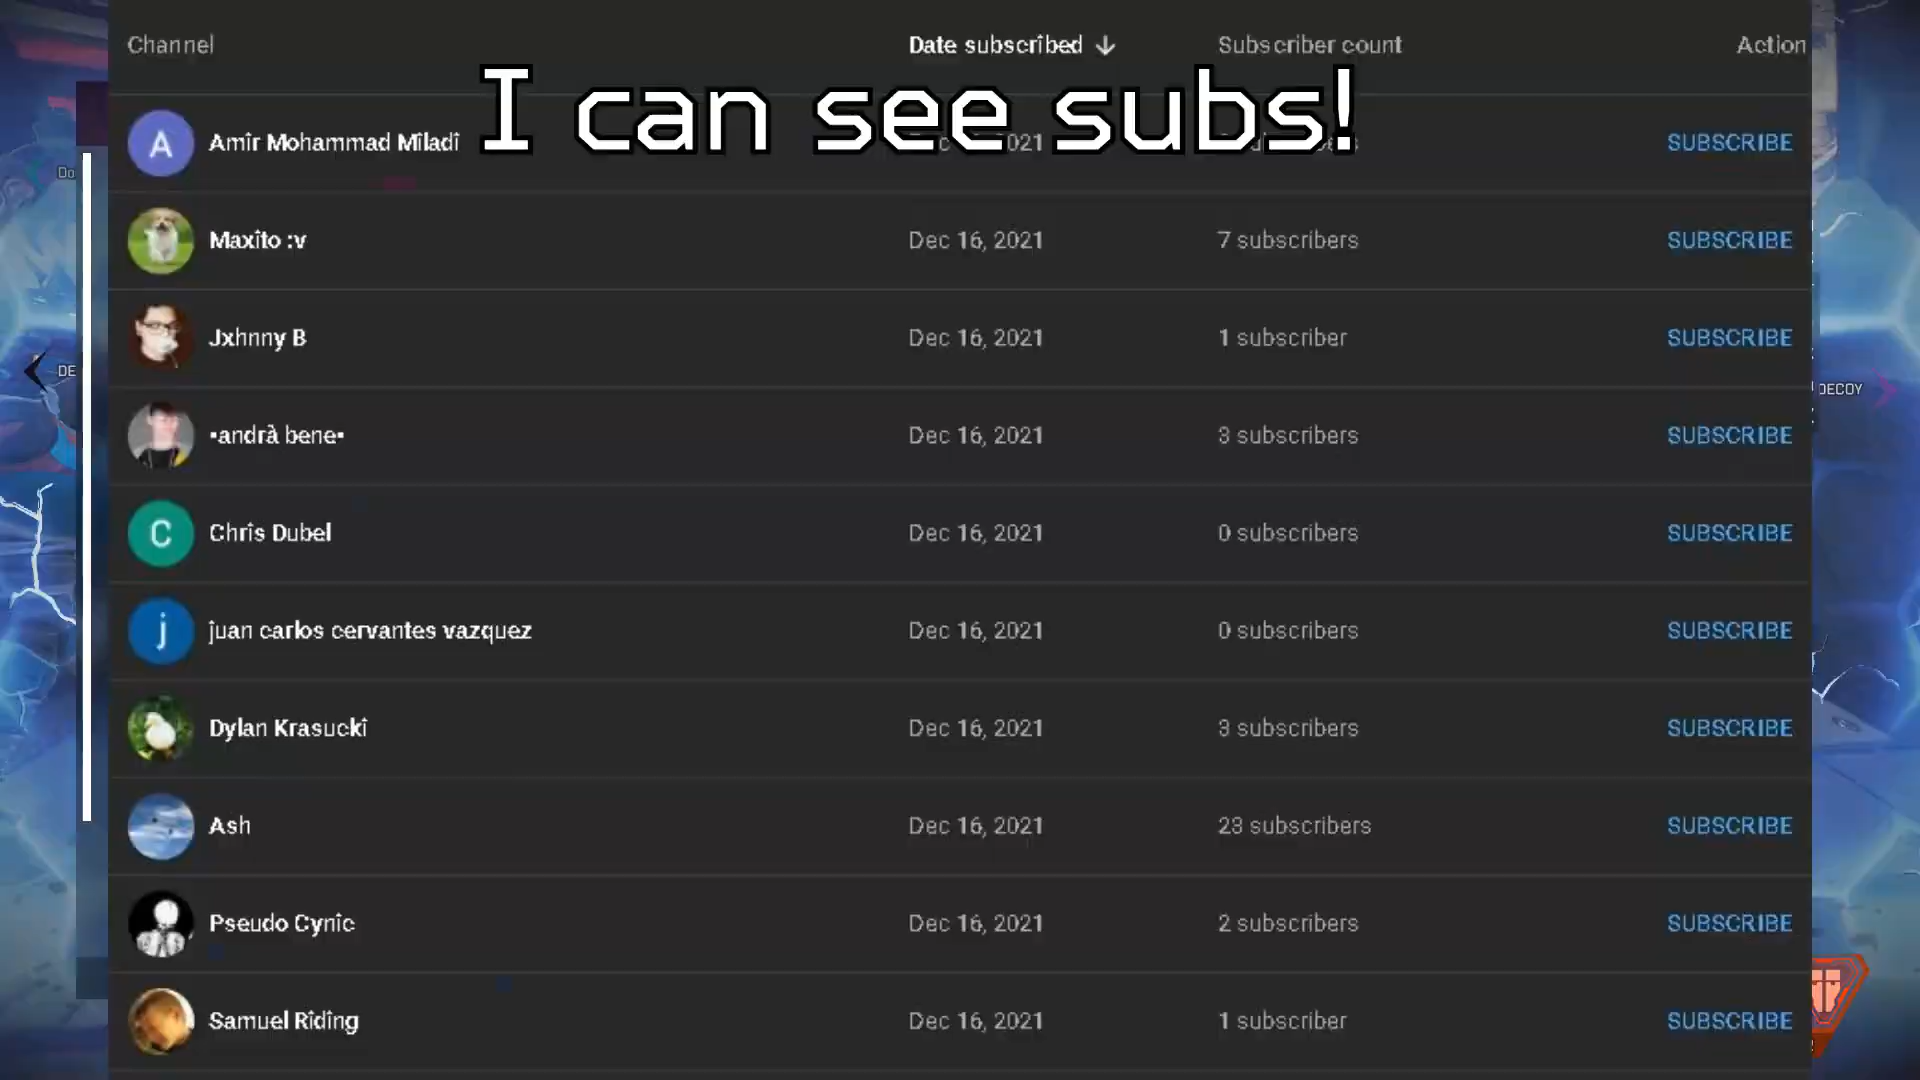 Channel Date subscribed Subscriber count Action
I can see subs!
Amir Mohammad Miladi 2021 SUBSCRIBE
Do
Maxito :v Dec 16, 2021 7 subscribers SUBSCRIBE
Jxhnny B Dec 16, 2021 1 subscriber SUBSCRIBE
DE
DECOY
•andrà bene• Dec 16, 2021 3 subscribers SUBSCRIBE
C Chris Dubel Dec 16, 2021 0 subscribers SUBSCRIBE
j juan carlos cervantes vazquez Dec 16, 2021 0 subscribers SUBSCRIBE
Dylan Krasucki Dec 16, 2021 3 subscribers SUBSCRIBE
Ash Dec 16, 2021 23 subscribers SUBSCRIBE
Pseudo Cynic Dec 16, 2021 2 subscribers SUBSCRIBE
Samuel Riding Dec 16, 2021 1 subscriber SUBSCRIBE